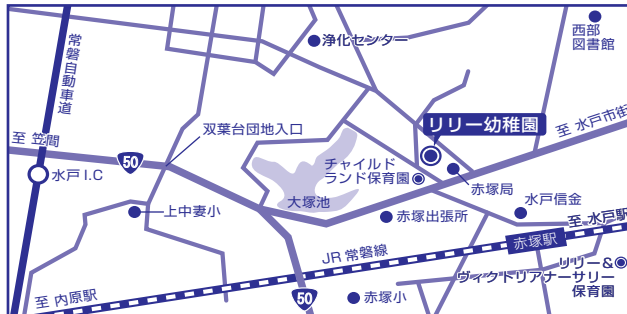 浄化センター
西部
図書館
常磐自動車道
リリー幼稚園
至 水戸市街
双葉台団地入口
至 笠間
50
水戸 I.C
チャイルド
ランド保育園
赤塚局
大塚池
上中妻小
赤塚出張所
水戸信金
至 水戸駅
赤塚駅
JR 常磐線
リリー&
ヴィクトリアナーサリー
保育園
至 内原駅
50
赤塚小